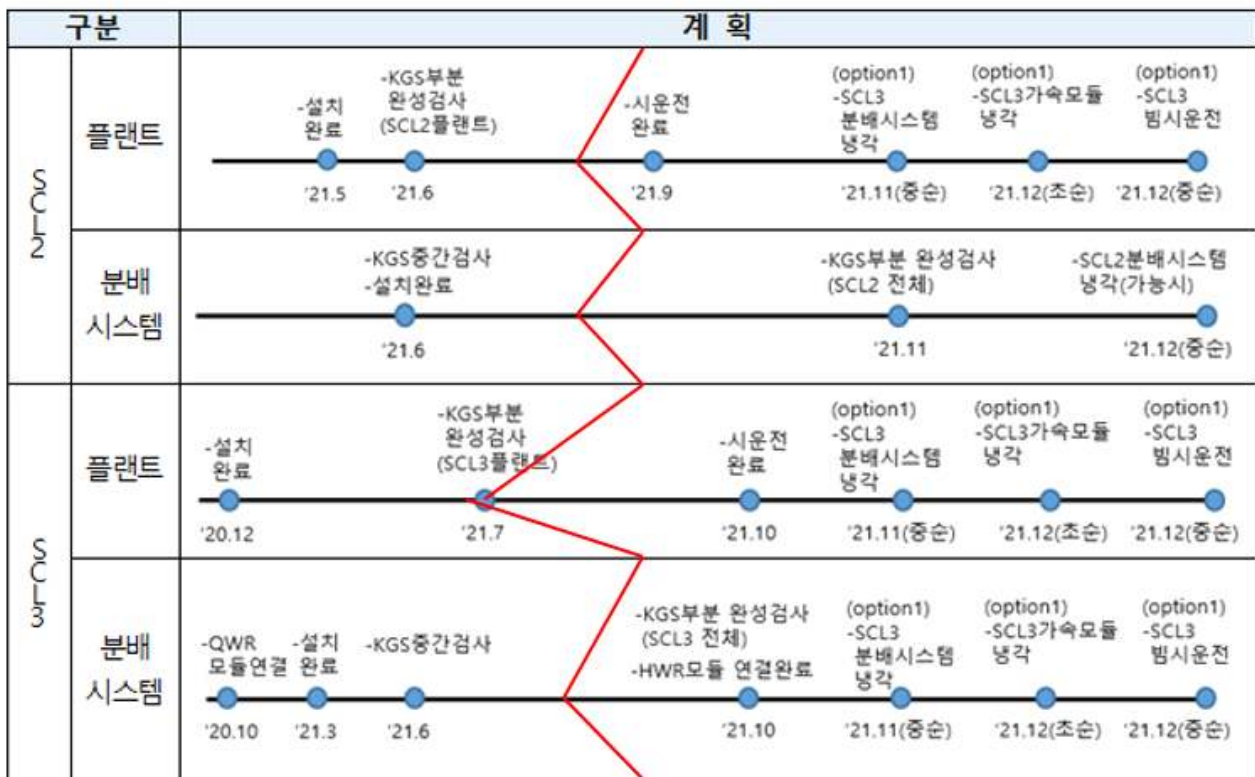 구분
계 획
SCL2
플랜트
-설치
완료
'21.5
-KGS부분
완성검사
(SCL2플랜트)
'21.6
-시운전
완료
'21.9
(option1)
-SCL3
분배시스템
냉각
'21.11(중순)
(option1)
-SCL3가속모듈
냉각
'21.12(초순)
(option1)
-SCL3
빔시운전
'21.12(중순)
분배
시스템
-KGS중간검사
-설치완료
'21.6
-KGS부분 완성검사
(SCL2 전체)
'21.11
-SCL2분배시스템
냉각(가능시)
'21.12(중순)
SCL3
플랜트
-설치
완료
'20.12
-KGS부분
완성검사
(SCL3플랜트)
'21.7
-시운전
완료
'21.10
(option1)
-SCL3
분배시스템
냉각
'21.11(중순)
(option1)
-SCL3가속모듈
냉각
'21.12(초순)
(option1)
-SCL3
빔시운전
'21.12(중순)
분배
시스템
-QWR
모듈연결
'20.10
-설치
완료
'21.3
-KGS중간검사
'21.6
-KGS부분 완성검사
(SCL3 전체)
-HWR모듈 연결완료
'21.10
(option1)
-SCL3
분배시스템
냉각
'21.11(중순)
(option1)
-SCL3가속모듈
냉각
'21.12(초순)
(option1)
-SCL3
빔시운전
'21.12(중순)